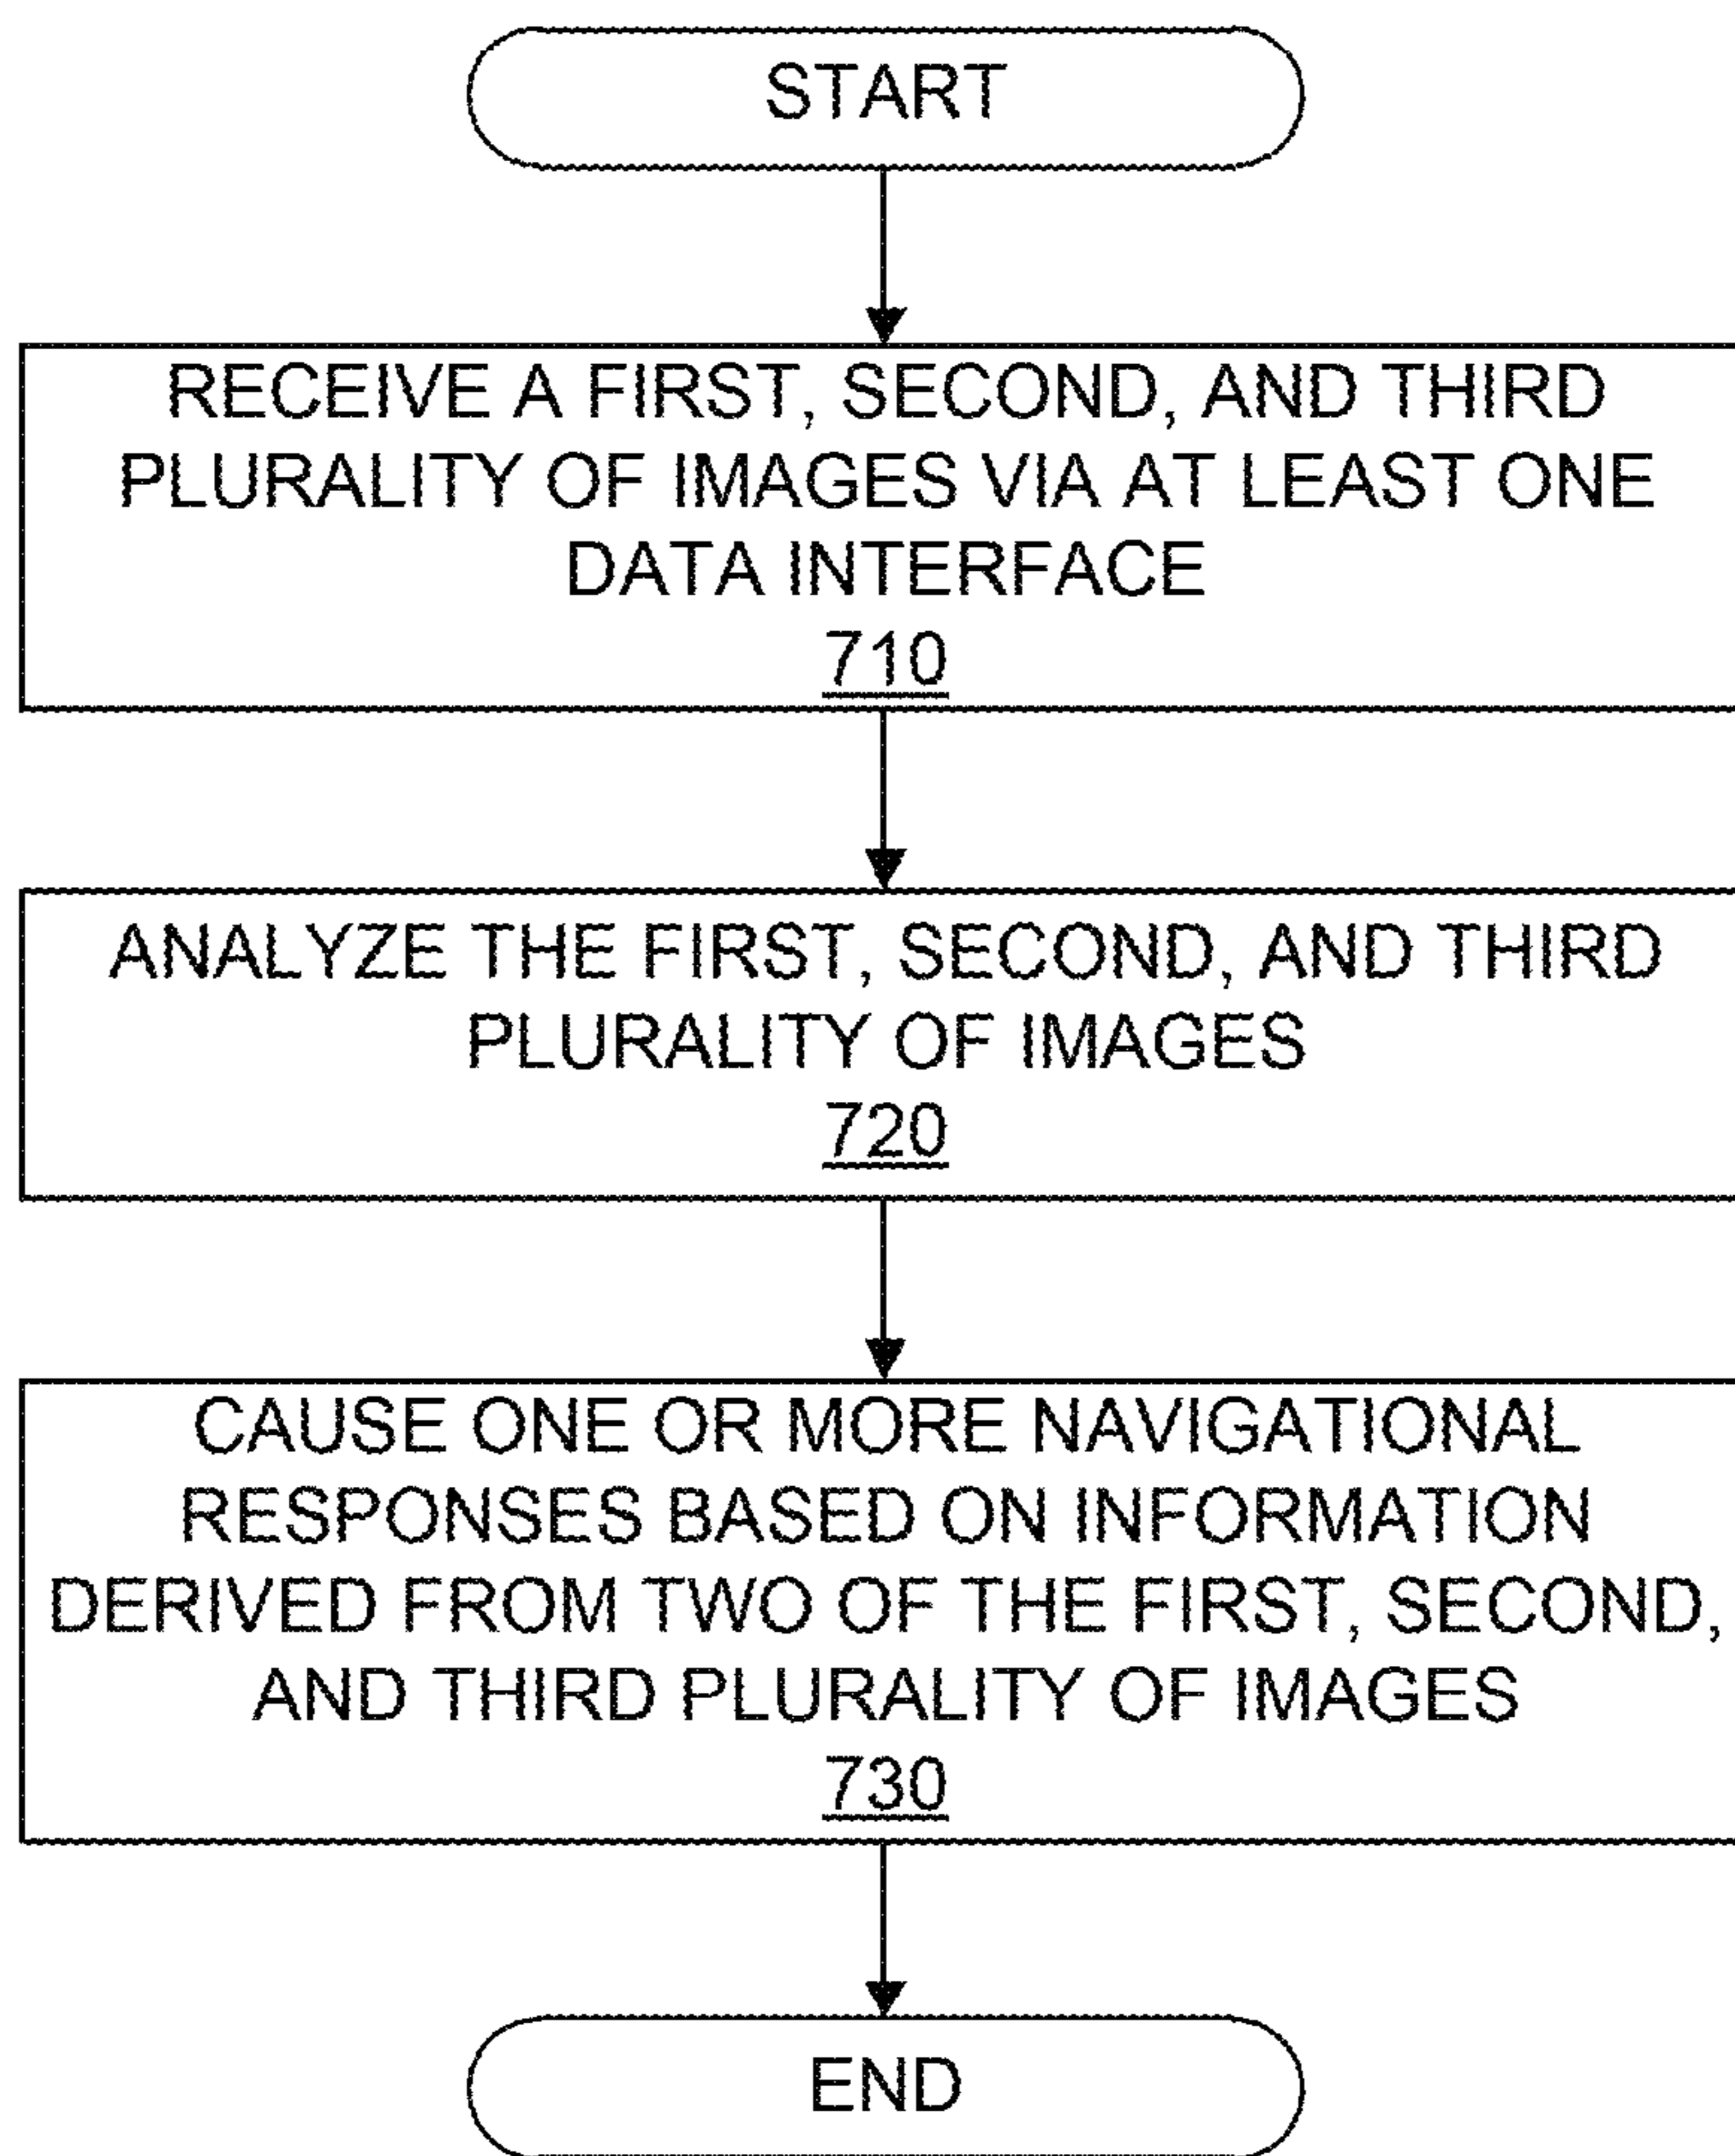 START
RECEIVE A FIRST, SECOND, AND THIRD
PLURALITY OF IMAGES VIA AT LEAST ONE
DATA INTERFACE
710
ANALYZE THE FIRST, SECOND, AND THIRD
PLURALITY OF IMAGES
720
CAUSE ONE OR MORE NAVIGATIONAL
RESPONSES BASED ON INFORMATION
DERIVED FROM TWO OF THE FIRST, SECOND,
AND THIRD PLURALITY OF IMAGES
730
END